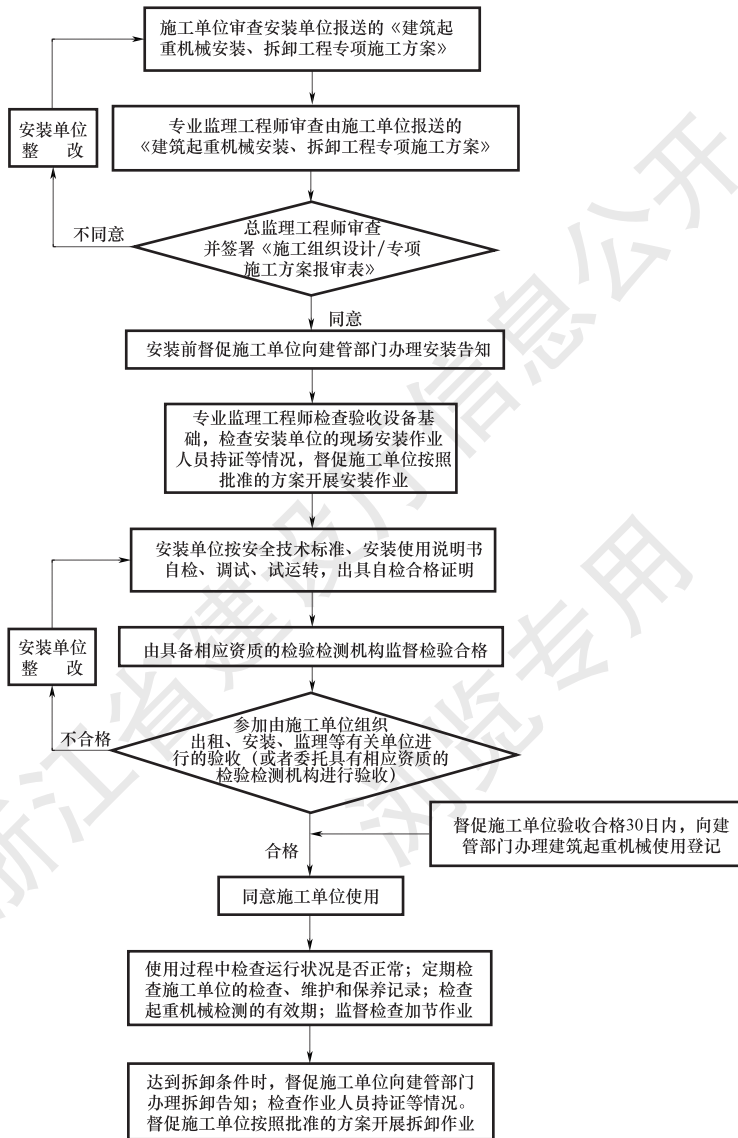 施工单位审查安装单位报送的《建筑起
重机械安装、拆卸工程专项施工方案》
安装单位
整 改
专业监理工程师审查由施工单位报送的
《建筑起重机械安装、拆卸工程专项施工方案》
不同意
总监理工程师审查
并签署《施工组织设计/专项
施工方案报审表》
同意
安装前督促施工单位向建管部门办理安装告知
专业监理工程师检查验收设备基
础，检查安装单位的现场安装作业
人员持证等情况，督促施工单位按照
批准的方案开展安装作业
安装单位按安全技术标准、安装使用说明书
自检、调试、试运转，出具自检合格证明
安装单位
整 改
由具备相应资质的检验检测机构监督检验合格
不合格
参加由施工单位组织
出租、安装、监理等有关单位进
行的验收（或者委托具有相应资质的
检验检测机构进行验收）
督促施工单位验收合格30日内，向建
管部门办理建筑起重机械使用登记
合格
同意施工单位使用
使用过程中检查运行状况是否正常；定期检
查施工单位的检查、维护和保养记录；检查
起重机械检测的有效期；监督检查加节作业
达到拆卸条件时，督促施工单位向建管部门
办理拆卸告知；检查作业人员持证等情况。
督促施工单位按照批准的方案开展拆卸作业
浙江省建设厅信息公开
浏览专用